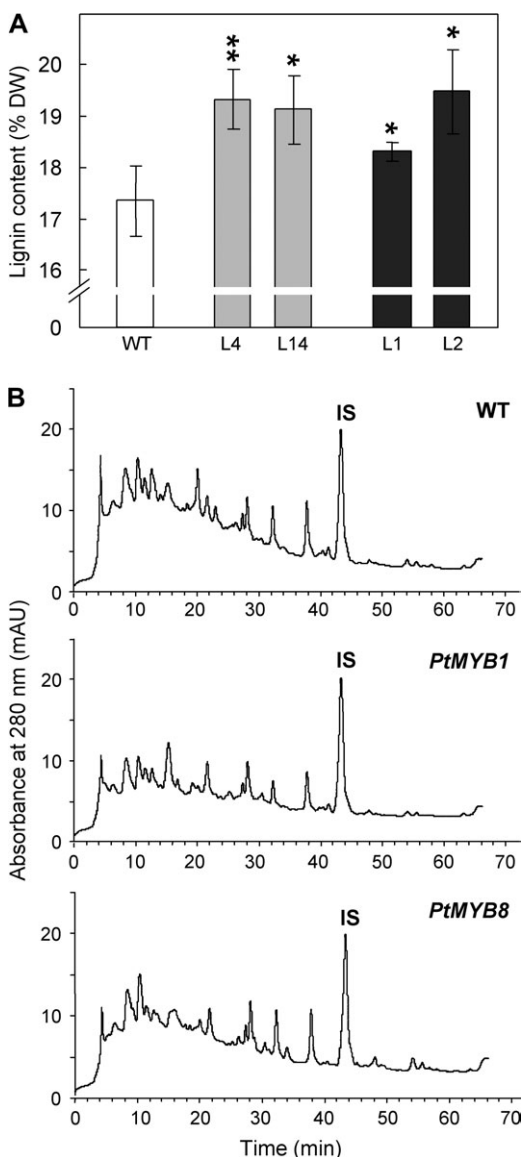 A
Lignin content (% DW)
20
19
18
17
16
0
** * * *
WT L4 L14 L1 L2
B
Absorbance at 280 nm (mAU)
IS WT
20
10
0
0 10 20 30 40 50 60 70
IS PtMYB1
20
10
0
0 10 20 30 40 50 60 70
IS PtMYB8
20
10
0
0 10 20 30 40 50 60 70
Time (min)